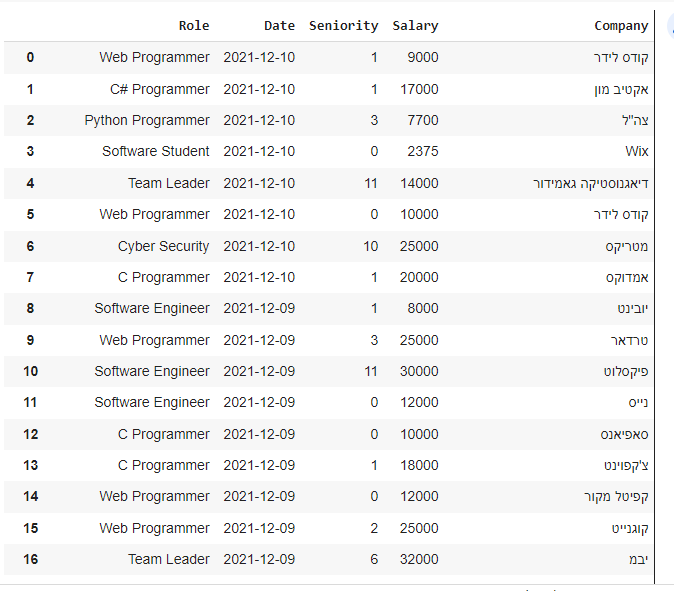 Role Date Seniority Salary Company
0 Web Programmer 2021-12-10 1 9000 קודס לידר
1 C# Programmer 2021-12-10 1 17000 אקטיב מון
2 Python Programmer 2021-12-10 3 7700 צה"ל
3 Software Student 2021-12-10 0 2375 Wix
4 Team Leader 2021-12-10 11 14000 דיאגנוסטיקה גאמידור
5 Web Programmer 2021-12-10 0 10000 קודס לידר
6 Cyber Security 2021-12-10 10 25000 מטריקס
7 C Programmer 2021-12-10 1 20000 אמדוקס
8 Software Engineer 2021-12-09 1 8000 יובינט
9 Web Programmer 2021-12-09 3 25000 טרדאר
10 Software Engineer 2021-12-09 11 30000 פיקסלוט
11 Software Engineer 2021-12-09 0 12000 נייס
12 C Programmer 2021-12-09 0 10000 סאפיאנס
13 C Programmer 2021-12-09 1 18000 צ'קפוינט
14 Web Programmer 2021-12-09 0 12000 קפיטל מקור
15 Web Programmer 2021-12-09 2 25000 קוגנייט
16 Team Leader 2021-12-09 6 32000 יבמ